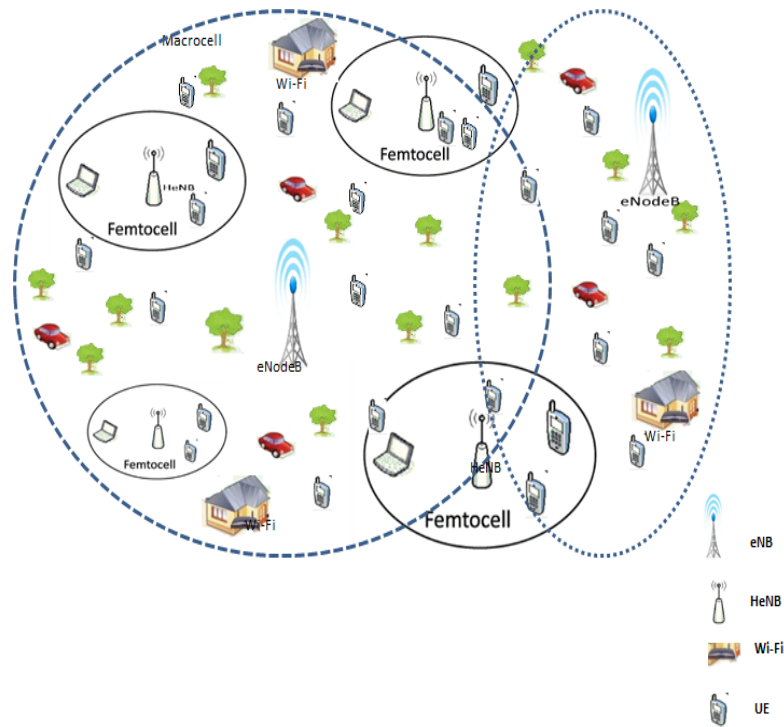 Macrocell
Wi-Fi
Femtocell
HeNB
Femtocell
eNodeB
eNodeB
Femtocell
HeNB
Femtocell
Wi-Fi
Wi-Fi
eNB
HeNB
Wi-Fi
UE